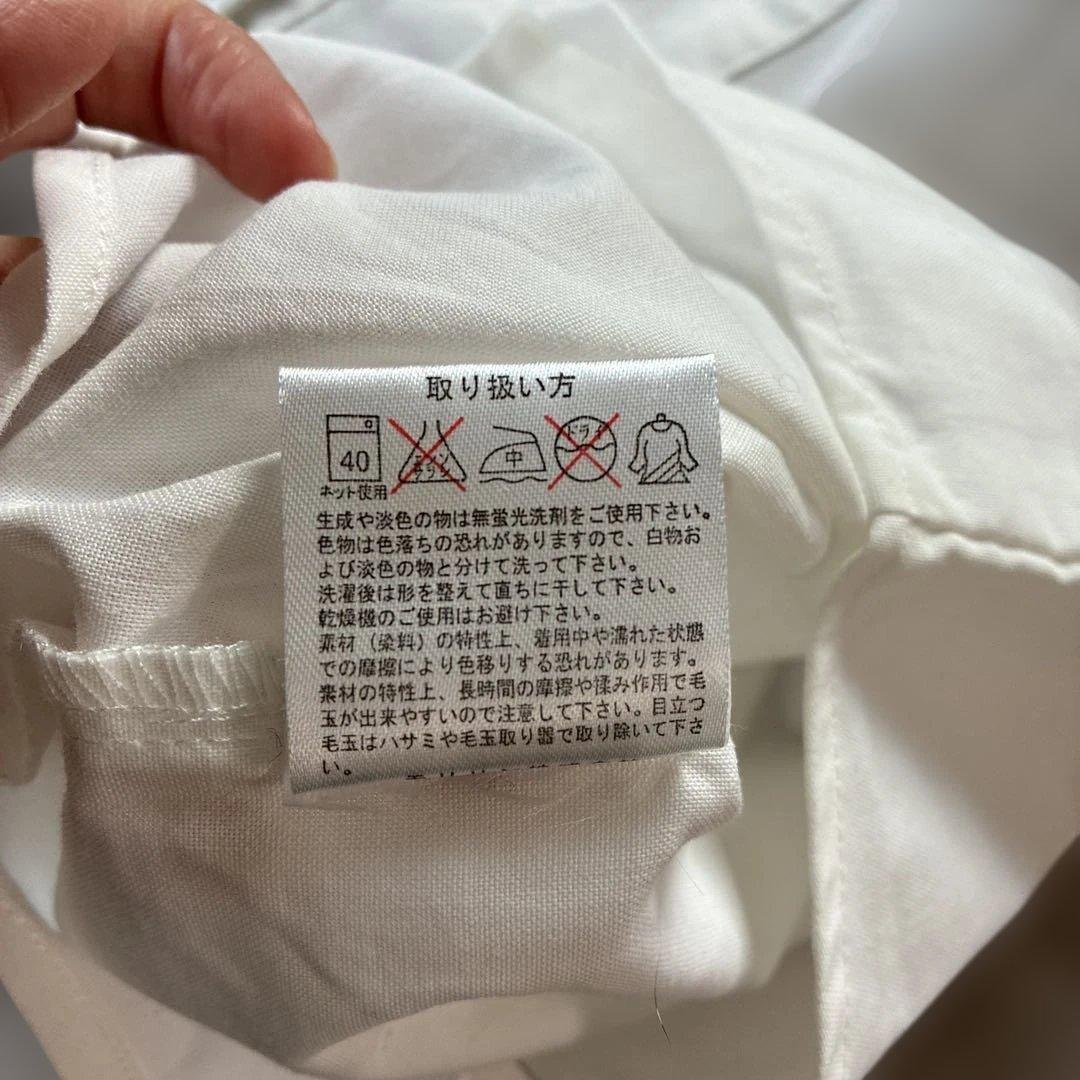 取り扱い方
40 エンソサラシ 中 ドライ
ネット使用
生成や淡色の物は無蛍光洗剤をご使用下さい。
色物は色落ちの恐れがありますので、白物お
よび淡色の物と分けて洗って下さい。
洗濯後は形を整えて直ちに干して下さい。
乾燥機のご使用はお避け下さい。
素材（染料）の特性上、着用中や濡れた状態
での摩擦により色移りする恐れがあります。
素材の特性上、長時間の摩擦や揉み作用で毛
玉が出来やすいので注意して下さい。目立つ
毛玉はハサミや毛玉取り器で取り除いて下さ
い。